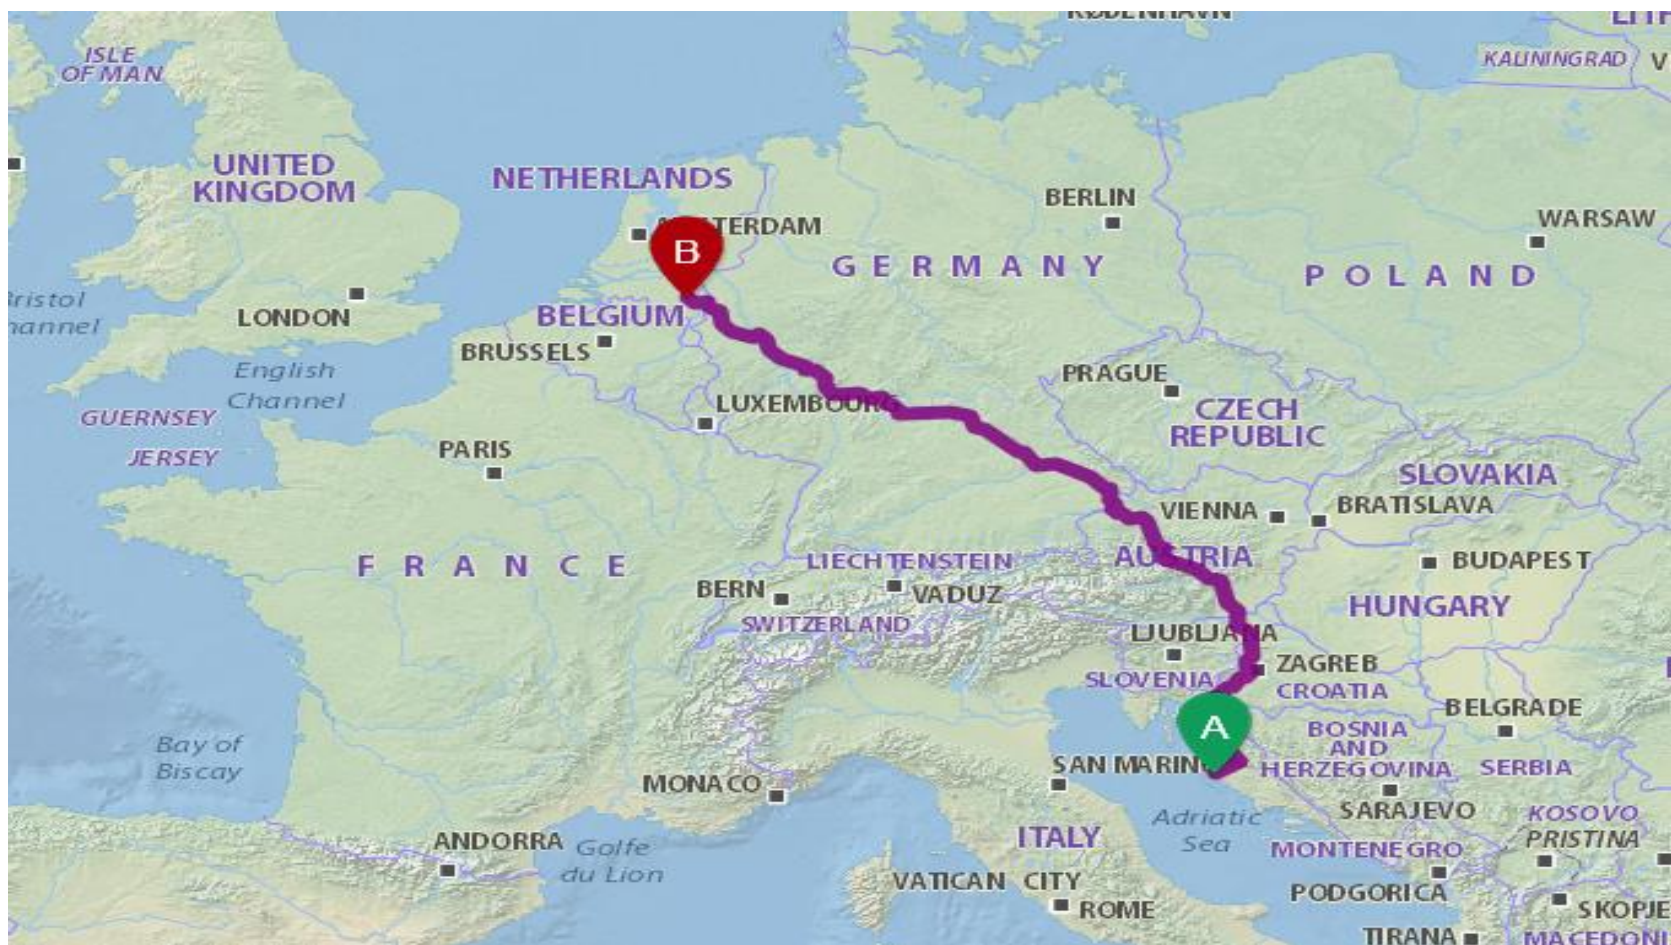 KØBENHAVN
ISLE
OF MAN
KALININGRAD
V
UNITED
KINGDOM
NETHERLANDS
BERLIN
WARSAW
B
GERMANY
POLAND
LONDON
BELGIUM
BRUSSELS
English
Channel
PRAGUE
LUXEMBOURG
CZECH
REPUBLIC
GUERNSEY
JERSEY
PARIS
SLOVAKIA
BRATISLAVA
VIENNA
FRANCE
LIECHTENSTEIN
AUSTRIA
BUDAPEST
BERN
VADUZ
HUNGARY
SWITZERLAND
LJUBLJANA
ZAGREB
SLOVENIA
CROATIA
BELGRADE
A
BOSNIA
AND
HERZEGOVINA
SERBIA
Bay of
Biscay
SAN MARINO
MONACO
SARAJEVO
KOSOVO
PRISTINA
Adriatic
Sea
ITALY
MONTENEGRO
ANDORRA
Golfe
du Lion
VATICAN CITY
PODGORICA
ROME
SKOPJE
TIRANA